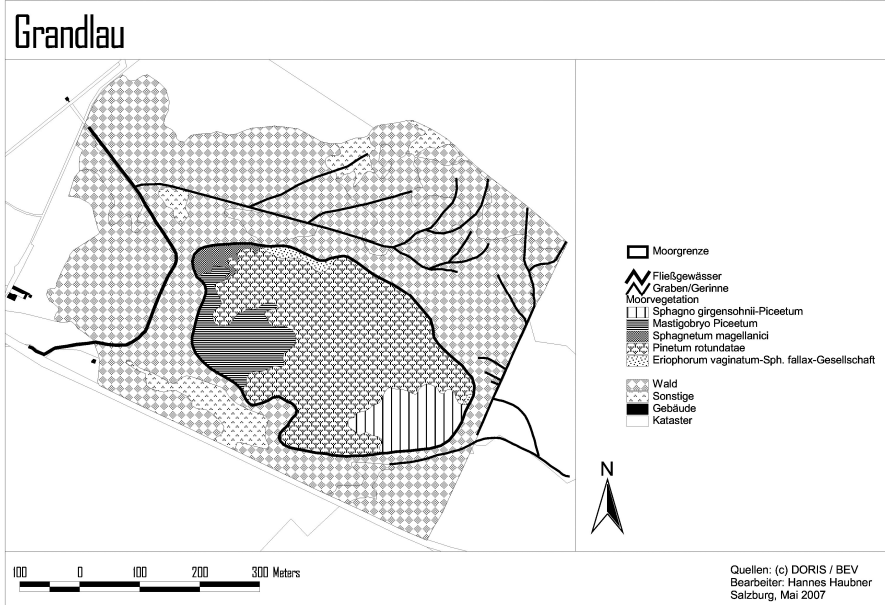 Grandlau
Moorgrenze
Fließgewässer
Graben/Gerinne
Moorvegetation
Sphagno girgensohnii-Piceetum
Mastigobryo Piceetum
Sphagnetum magellanici
Pinetum rotundatae
Eriophorum vaginatum-Sph. fallax-Gesellschaft
Wald
Sonstige
Gebäude
Kataster
N
100 0 100 200 300 Meters
Quellen: (c) DORIS / BEV
Bearbeiter: Hannes Haubner
Salzburg, Mai 2007